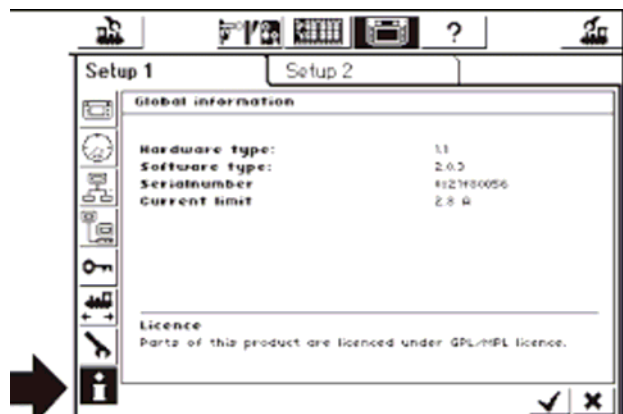 ?
Setup 1 Setup 2
Global information
Hardware type: 1.1
Software type: 2.0.3
Serialnumber
Current limit 2.8 A
Licence
Parts of this product are licenced under GPL/MPL licence.
i